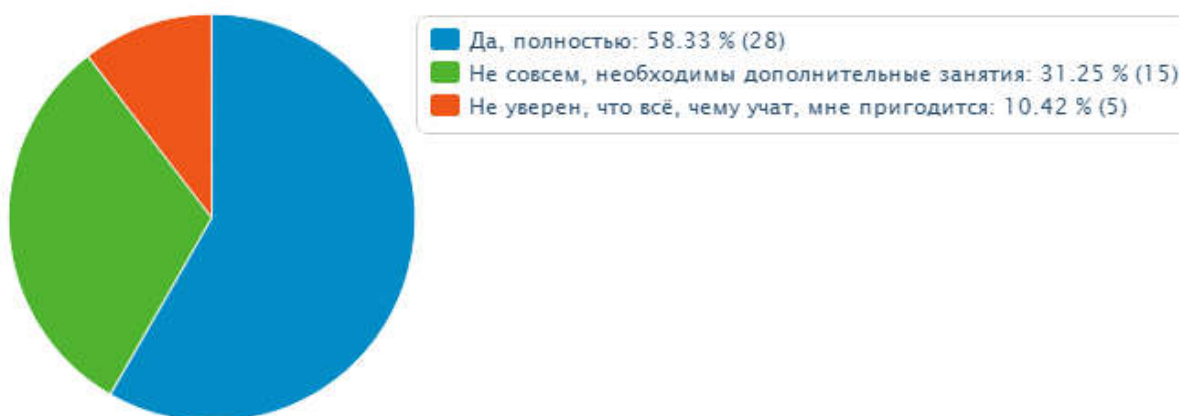 Да, полностью: 58.33 % (28)
Не совсем, необходимы дополнительные занятия: 31.25 % (15)
Не уверен, что всё, чему учат, мне пригодится: 10.42 % (5)